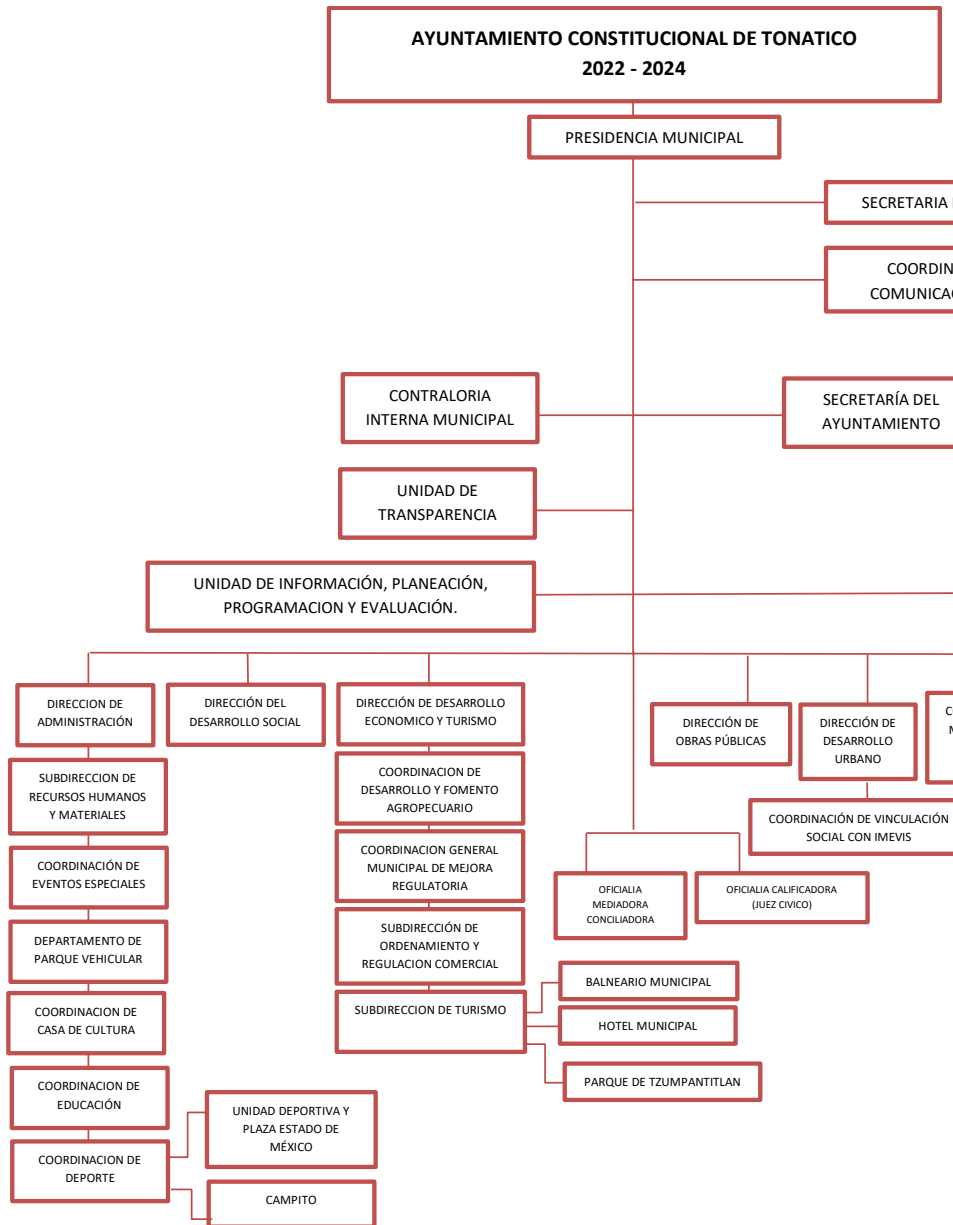 AYUNTAMIENTO CONSTITUCIONAL DE TONATICO
2022 - 2024
PRESIDENCIA MUNICIPAL
SECRETARIA
COORDIN
COMUNICA
CONTRALORIA
INTERNA MUNICIPAL
SECRETARÍA DEL
AYUNTAMIENTO
UNIDAD DE
TRANSPARENCIA
UNIDAD DE INFORMACIÓN, PLANEACIÓN,
PROGRAMACION Y EVALUACIÓN.
DIRECCION DE
ADMINISTRACIÓN
DIRECCIÓN DEL
DESARROLLO SOCIAL
DIRECCIÓN DE DESARROLLO
ECONOMICO Y TURISMO
DIRECCIÓN DE
OBRAS PÚBLICAS
DIRECCIÓN DE
DESARROLLO
URBANO
SUBDIRECCION DE
RECURSOS HUMANOS
Y MATERIALES
COORDINACION DE
DESARROLLO Y FOMENTO
AGROPECUARIO
COORDINACIÓN DE VINCULACIÓN
SOCIAL CON IMEVIS
COORDINACIÓN DE
EVENTOS ESPECIALES
COORDINACION GENERAL
MUNICIPAL DE MEJORA
REGULATORIA
OFICIALIA
MEDIADORA
CONCILIADORA
OFICIALIA CALIFICADORA
(JUEZ CIVICO)
DEPARTAMENTO DE
PARQUE VEHICULAR
SUBDIRECCIÓN DE
ORDENAMIENTO Y
REGULACION COMERCIAL
COORDINACION DE
CASA DE CULTURA
SUBDIRECCION DE TURISMO
BALNEARIO MUNICIPAL
HOTEL MUNICIPAL
PARQUE DE TZUMPANTITLAN
COORDINACION DE
EDUCACIÓN
UNIDAD DEPORTIVA Y
PLAZA ESTADO DE
MÉXICO
COORDINACION DE
DEPORTE
CAMPITO